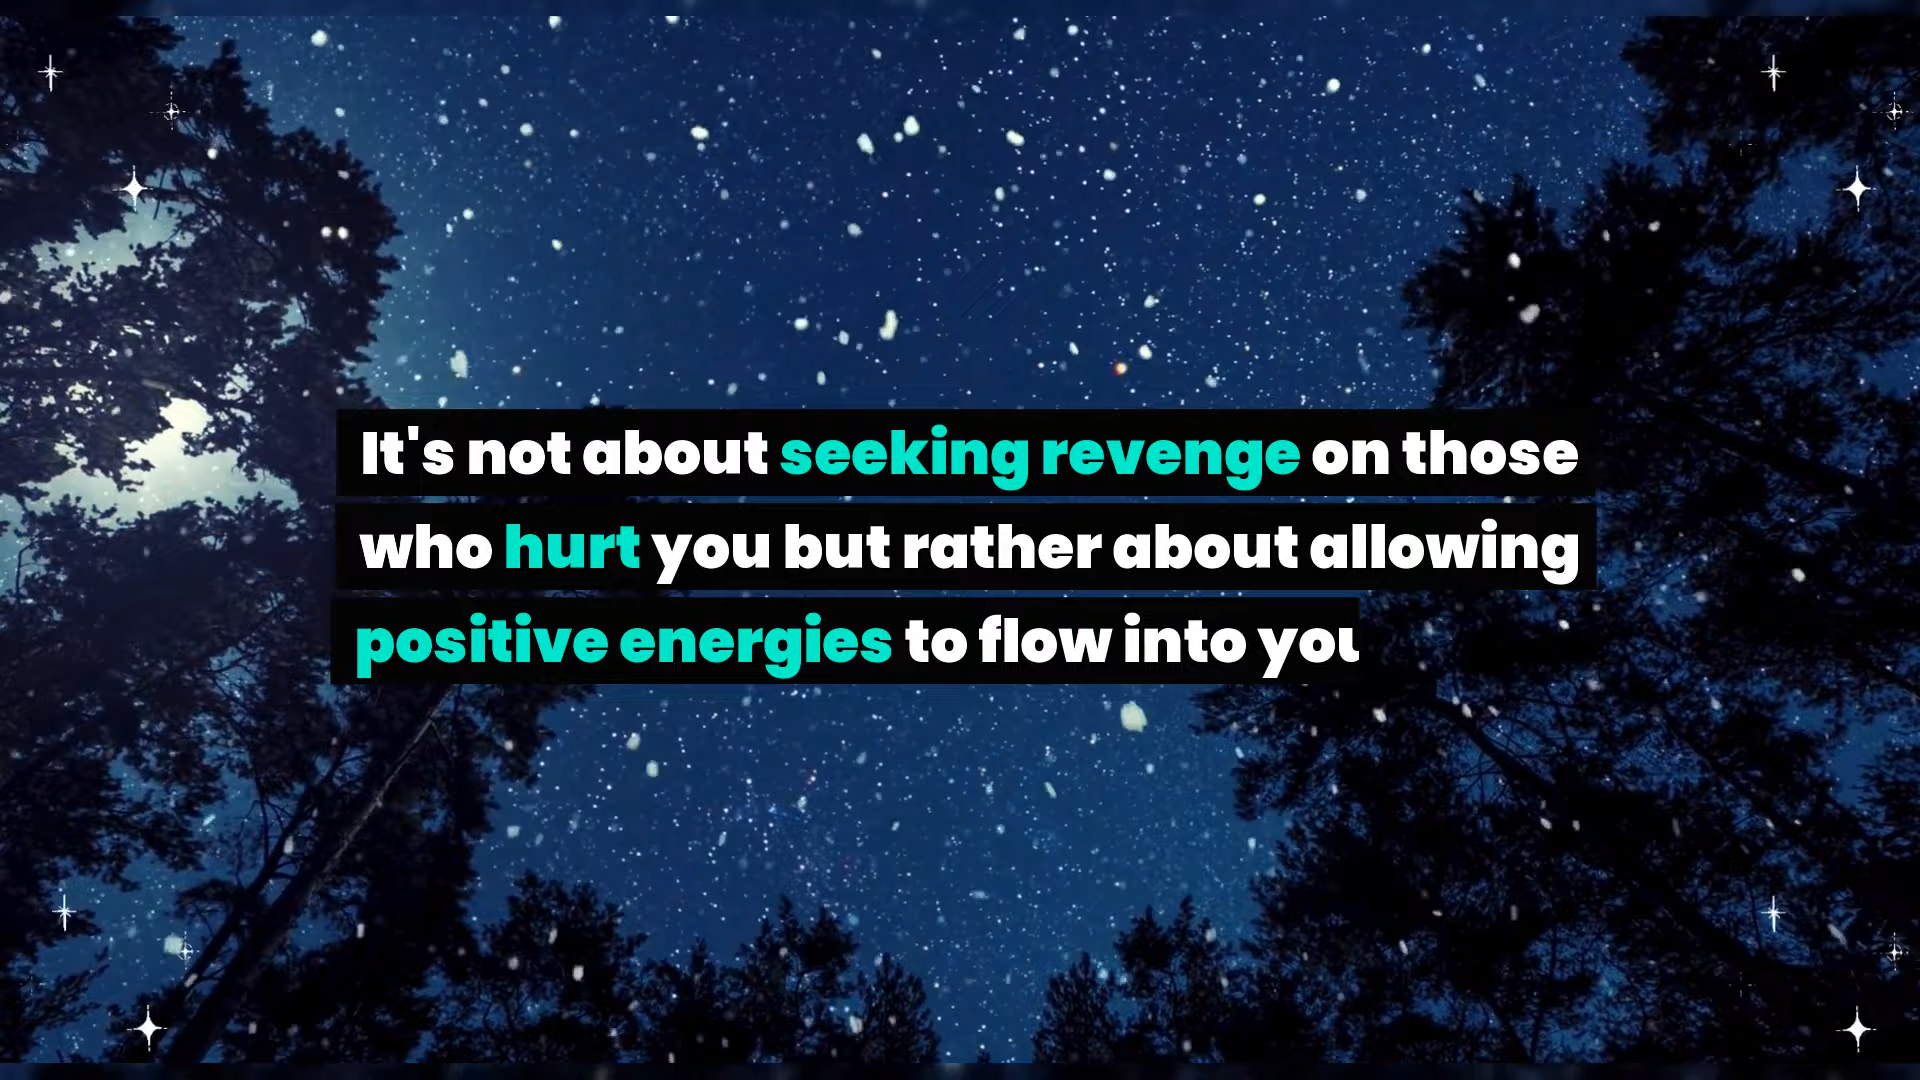 It's not about seeking revenge on those
who hurt you but rather about allowing
positive energies to flow into you